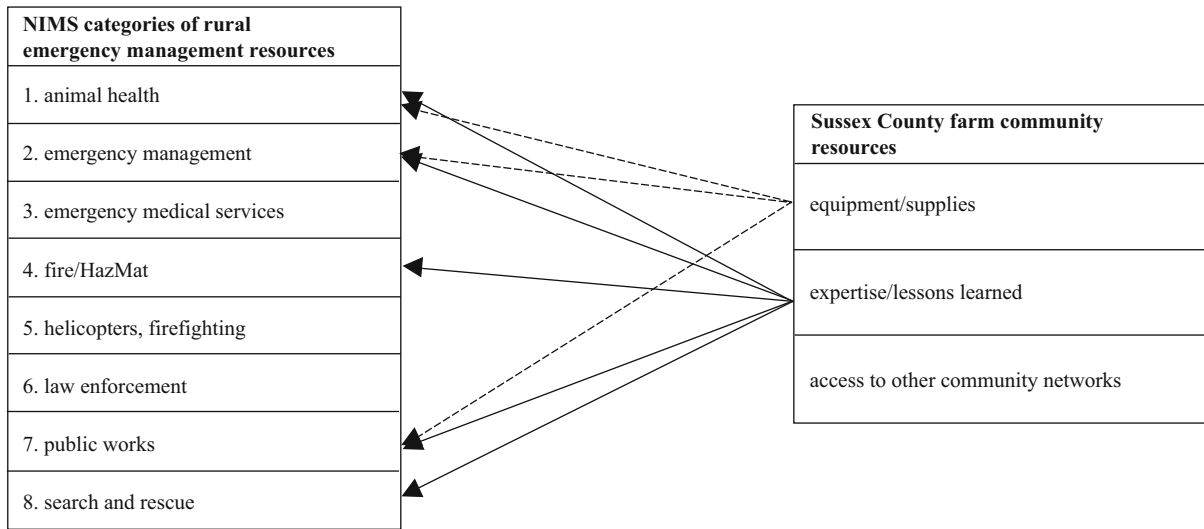 NIMS categories of rural
emergency management resources
1. animal health
2. emergency management
3. emergency medical services
4. fire/HazMat
5. helicopters, firefighting
6. law enforcement
7. public works
8. search and rescue
Sussex County farm community
resources
equipment/supplies
expertise/lessons learned
access to other community networks